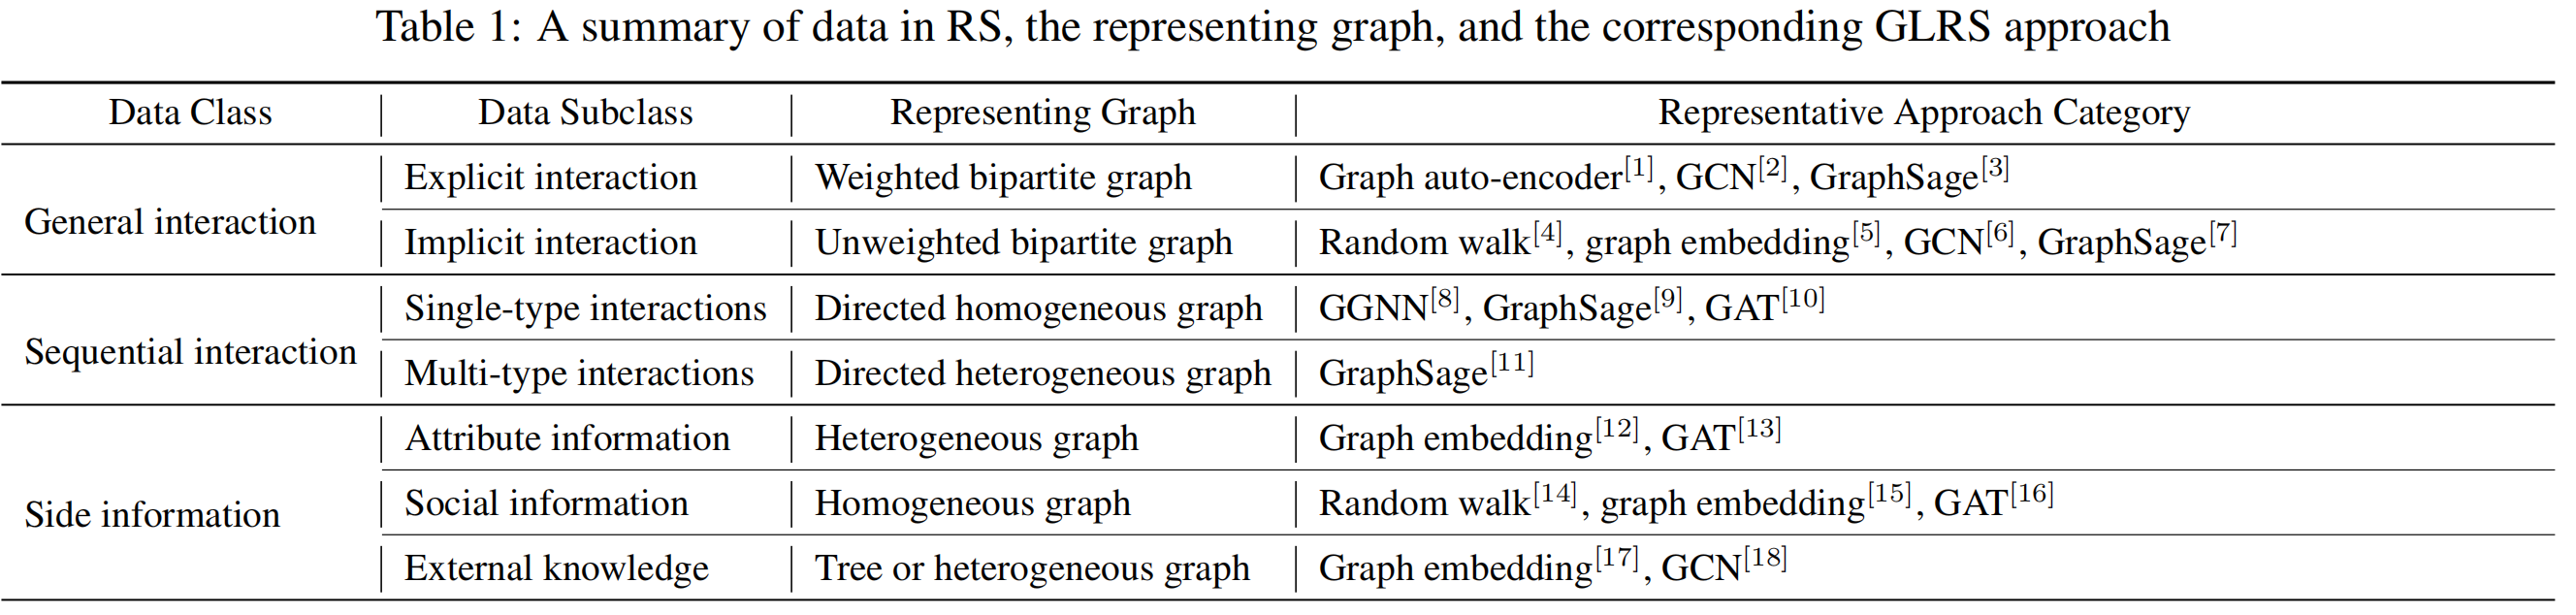 Table 1: A summary of data in RS, the representing graph, and the corresponding GLRS approach
Data Class | Data Subclass | Representing Graph | Representative Approach Category
General interaction | Explicit interaction | Weighted bipartite graph | Graph auto-encoder[1], GCN[2], GraphSage[3]
Implicit interaction | Unweighted bipartite graph | Random walk[4], graph embedding[5], GCN[6], GraphSage[7]
Sequential interaction | Single-type interactions | Directed homogeneous graph | GGNN[8], GraphSage[9], GAT[10]
Multi-type interactions | Directed heterogeneous graph | GraphSage[11]
Side information | Attribute information | Heterogeneous graph | Graph embedding[12], GAT[13]
Social information | Homogeneous graph | Random walk[14], graph embedding[15], GAT[16]
External knowledge | Tree or heterogeneous graph | Graph embedding[17], GCN[18]